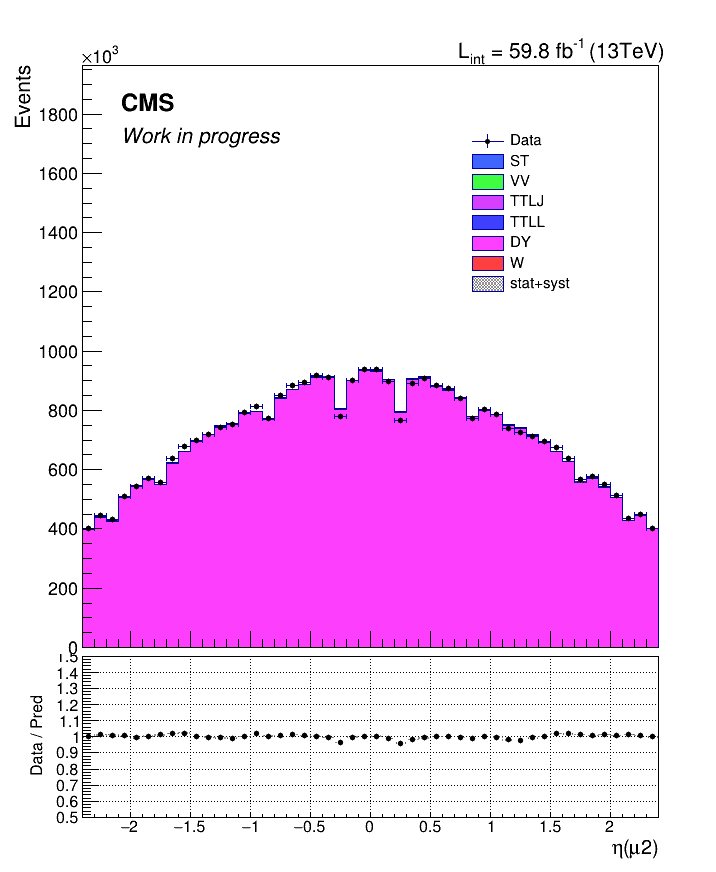 ×10³
L_int = 59.8 fb⁻¹ (13TeV)
Events
CMS
Work in progress
Data
ST
VV
TTLJ
TTLL
DY
W
stat+syst
1800
1600
1400
1200
1000
800
600
400
200
0
Data / Pred
1.5
1.4
1.3
1.2
1.1
1
0.9
0.8
0.7
0.6
0.5
−2 −1.5 −1 −0.5 0 0.5 1 1.5 2
η(μ2)